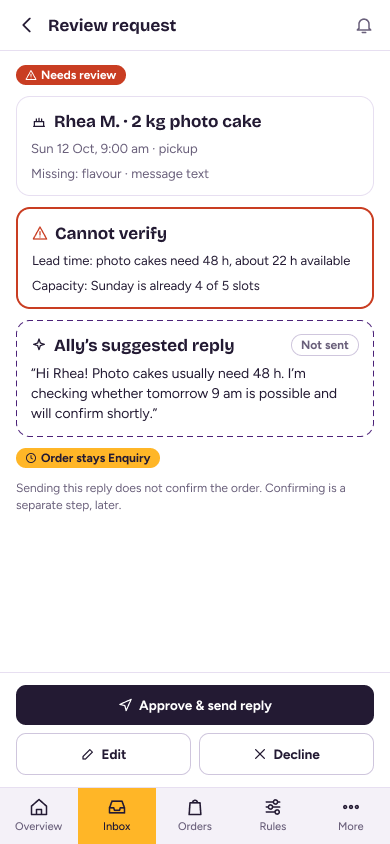 Review request
Needs review
Rhea M. · 2 kg photo cake
Sun 12 Oct, 9:00 am · pickup
Missing: flavour · message text
Cannot verify
Lead time: photo cakes need 48 h, about 22 h available
Capacity: Sunday is already 4 of 5 slots
Ally’s suggested reply
Not sent
“Hi Rhea! Photo cakes usually need 48 h. I’m
checking whether tomorrow 9 am is possible and
will confirm shortly.”
Order stays Enquiry
Sending this reply does not confirm the order. Confirming is a
separate step, later.
Approve & send reply
Edit
Decline
Overview
Inbox
Orders
Rules
More